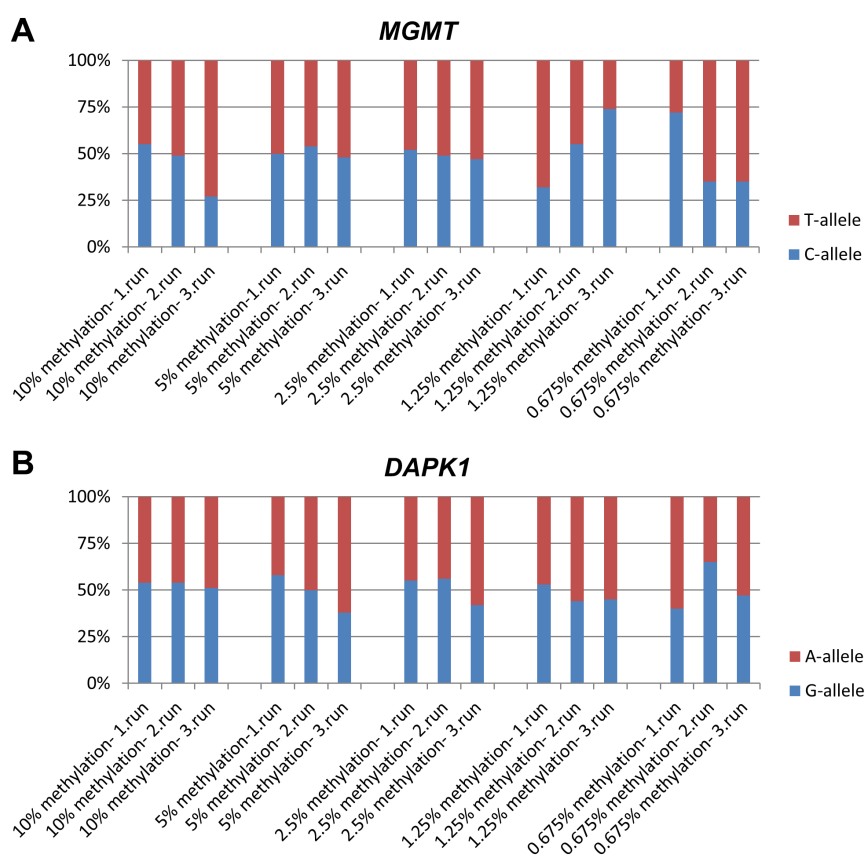 A
MGMT
100%
75%
50%
25%
0%
T-allele
C-allele
10% methylation- 1.run
10% methylation- 2.run
10% methylation- 3.run
5% methylation-1.run
5% methylation- 2.run
5% methylation- 3.run
2.5% methylation- 1.run
2.5% methylation- 2.run
2.5% methylation- 3.run
1.25% methylation- 1.run
1.25% methylation- 2.run
1.25% methylation- 3.run
0.675% methylation- 1.run
0.675% methylation- 2.run
0.675% methylation- 3.run
B
DAPK1
100%
75%
50%
25%
0%
A-allele
G-allele
10% methylation- 1.run
10% methylation- 2.run
10% methylation- 3.run
5% methylation- 1.run
5% methylation- 2.run
5% methylation- 3.run
2.5% methylation- 1.run
2.5% methylation- 2.run
2.5% methylation- 3.run
1.25% methylation- 1.run
1.25% methylation- 2.run
1.25% methylation- 3.run
0.675% methylation- 1.run
0.675% methylation- 2.run
0.675% methylation- 3.run